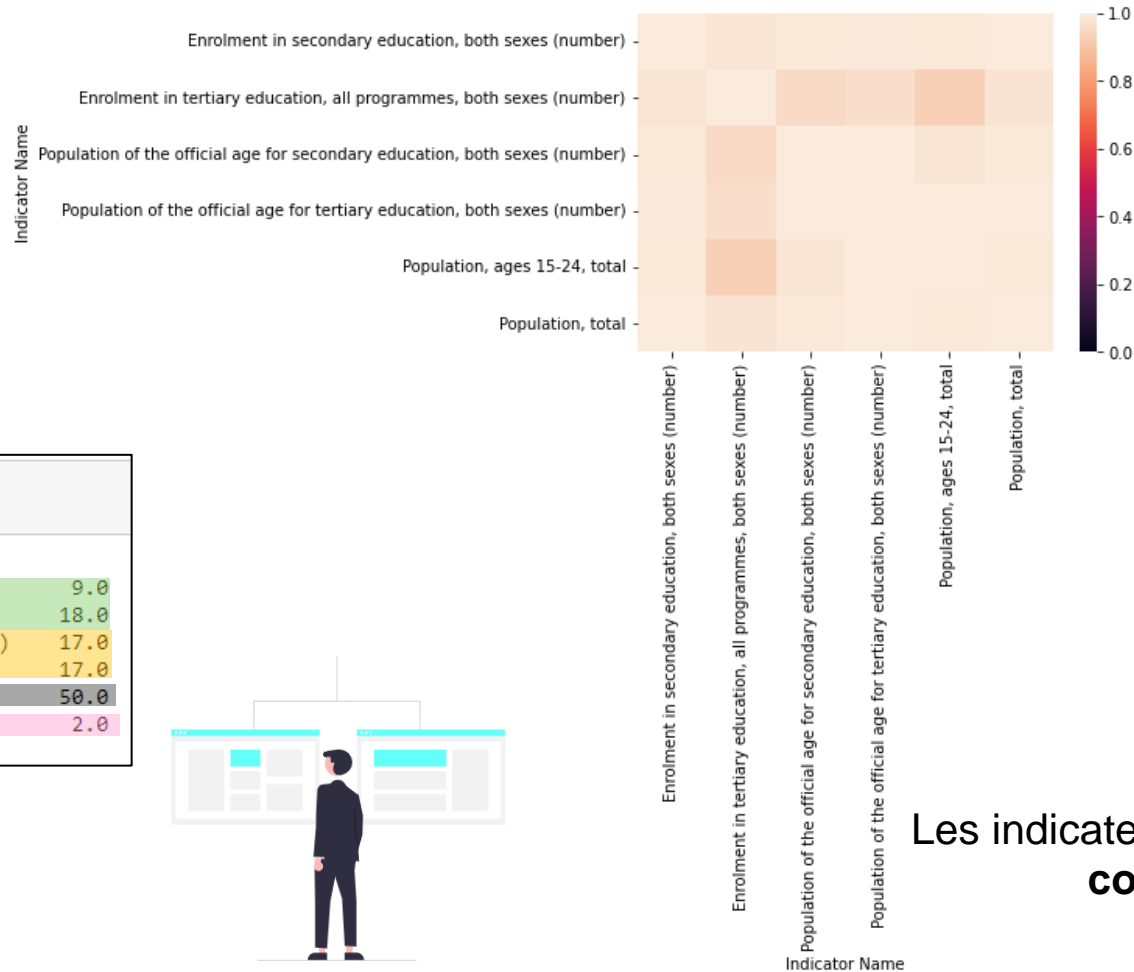 Enrolment in secondary education, both sexes (number)
Enrolment in tertiary education, all programmes, both sexes (number)
Population of the official age for secondary education, both sexes (number)
Population of the official age for tertiary education, both sexes (number)
Population, ages 15-24, total
Population, total
Indicator Name
1.0
0.8
0.6
0.4
0.2
0.0
Enrolment in secondary education, both sexes (number)
Enrolment in tertiary education, all programmes, both sexes (number)
Population of the official age for secondary education, both sexes (number)
Population of the official age for tertiary education, both sexes (number)
Population, ages 15-24, total
Population, total
Indicator Name
9.0
18.0
) 17.0
17.0
50.0
2.0
Les indicate
co